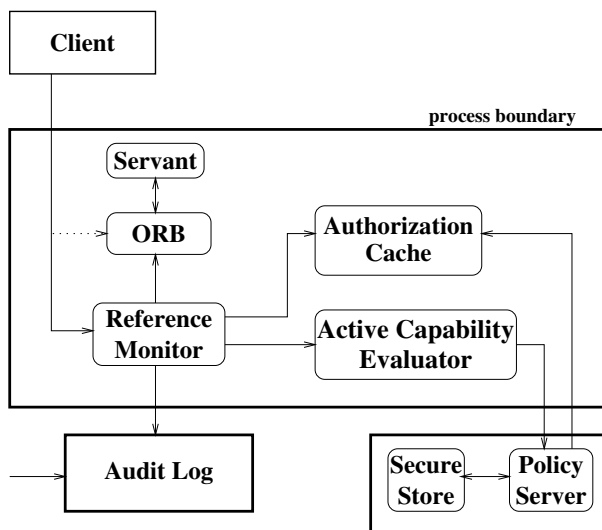 Client
process boundary
Servant
ORB
Authorization
Cache
Reference
Monitor
Active Capability
Evaluator
Audit Log
Secure
Store
Policy
Server